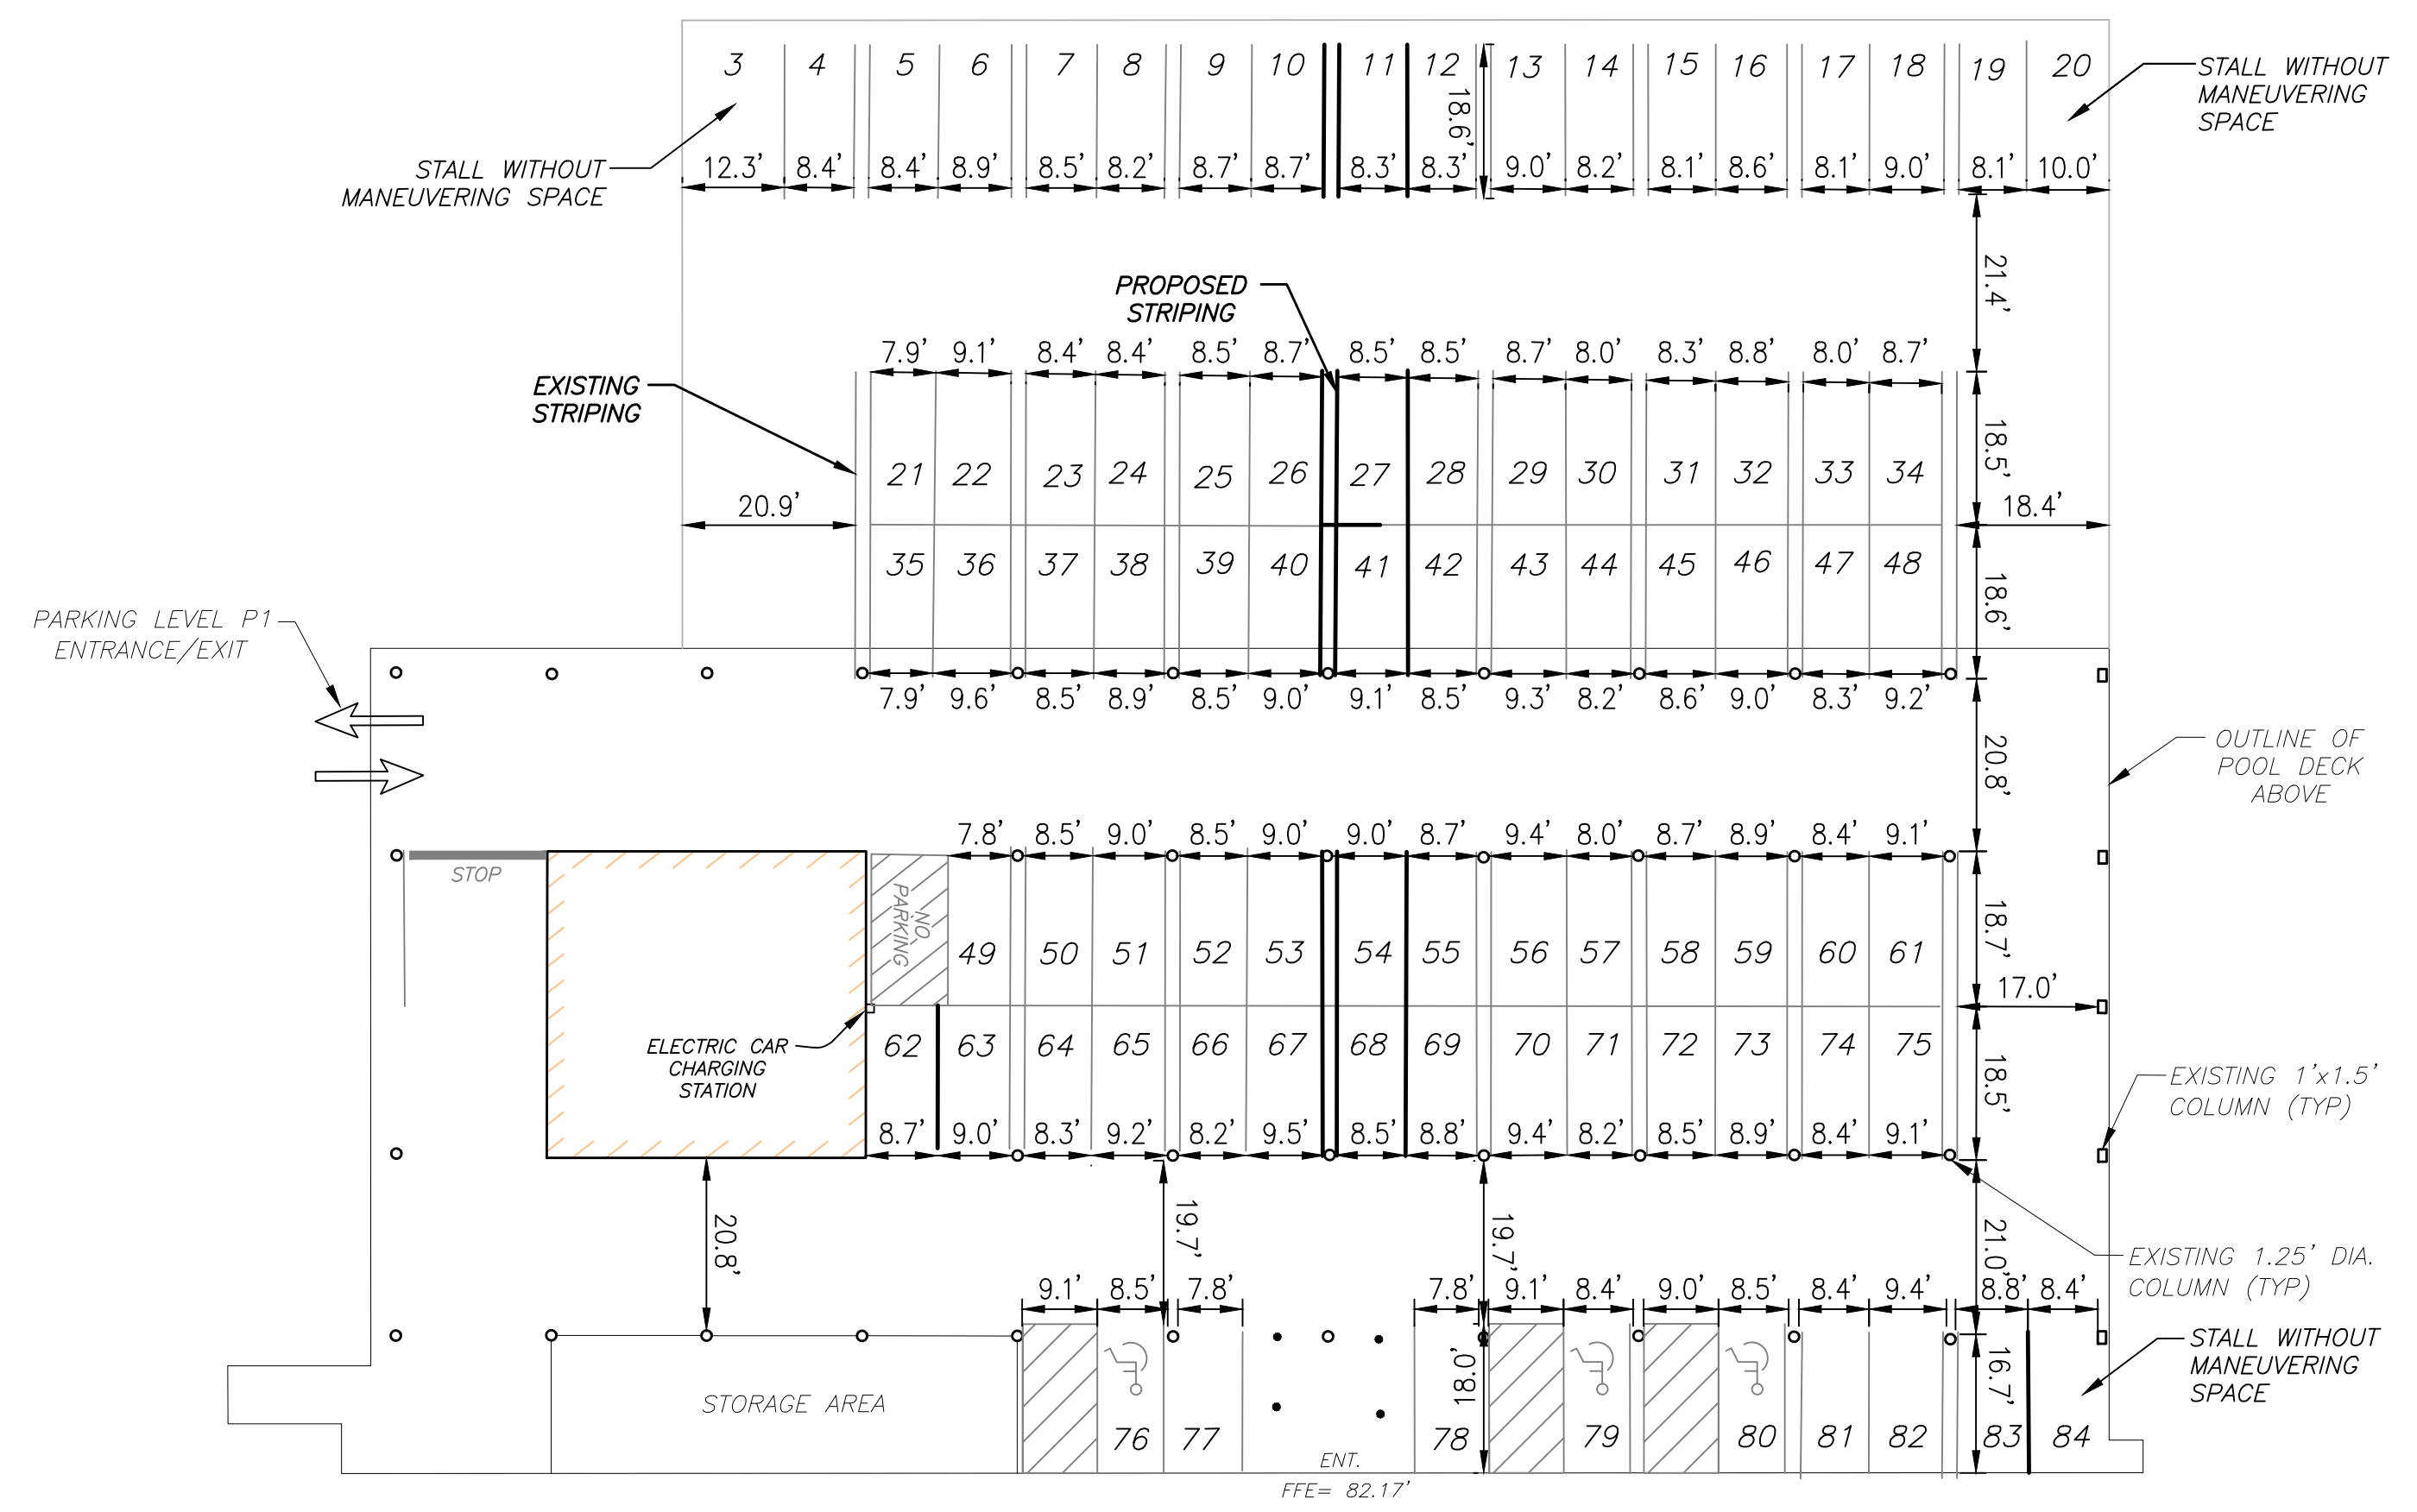 3 4 5 6 7 8 9 10 11 12 13 14 15 16 17 18 19 20
STALL WITHOUT
MANEUVERING
SPACE
18.6'
STALL WITHOUT
MANEUVERING SPACE
12.3' 8.4' 8.4' 8.9' 8.5' 8.2' 8.7' 8.7' 8.3' 8.3' 9.0' 8.2' 8.1' 8.6' 8.1' 9.0' 8.1' 10.0'
21.4'
PROPOSED
STRIPING
7.9' 9.1' 8.4' 8.4' 8.5' 8.7' 8.5' 8.5' 8.7' 8.0' 8.3' 8.8' 8.0' 8.7'
EXISTING
STRIPING
18.5'
21 22 23 24 25 26 27 28 29 30 31 32 33 34
20.9' 18.4'
35 36 37 38 39 40 41 42 43 44 45 46 47 48
18.6'
PARKING LEVEL P1
ENTRANCE/EXIT
7.9' 9.6' 8.5' 8.9' 8.5' 9.0' 9.1' 8.5' 9.3' 8.2' 8.6' 9.0' 8.3' 9.2'
20.8'
OUTLINE OF
POOL DECK
ABOVE
7.8' 8.5' 9.0' 8.5' 9.0' 9.0' 8.7' 9.4' 8.0' 8.7' 8.9' 8.4' 9.1'
STOP
NO
PARKING
18.7'
49 50 51 52 53 54 55 56 57 58 59 60 61
17.0'
ELECTRIC CAR
CHARGING
STATION
62 63 64 65 66 67 68 69 70 71 72 73 74 75
18.5'
EXISTING 1'x1.5'
COLUMN (TYP)
8.7' 9.0' 8.3' 9.2' 8.2' 9.5' 8.5' 8.8' 9.4' 8.2' 8.5' 8.9' 8.4' 9.1'
20.8'
19.7'
19.7'
21.0'
EXISTING 1.25' DIA.
COLUMN (TYP)
9.1' 8.5' 7.8' 7.8' 9.1' 8.4' 9.0' 8.5' 8.4' 9.4' 8.8' 8.4'
STALL WITHOUT
MANEUVERING
SPACE
18.0'
16.7'
STORAGE AREA
76 77 78 79 80 81 82 83 84
ENT.
FFE= 82.17'